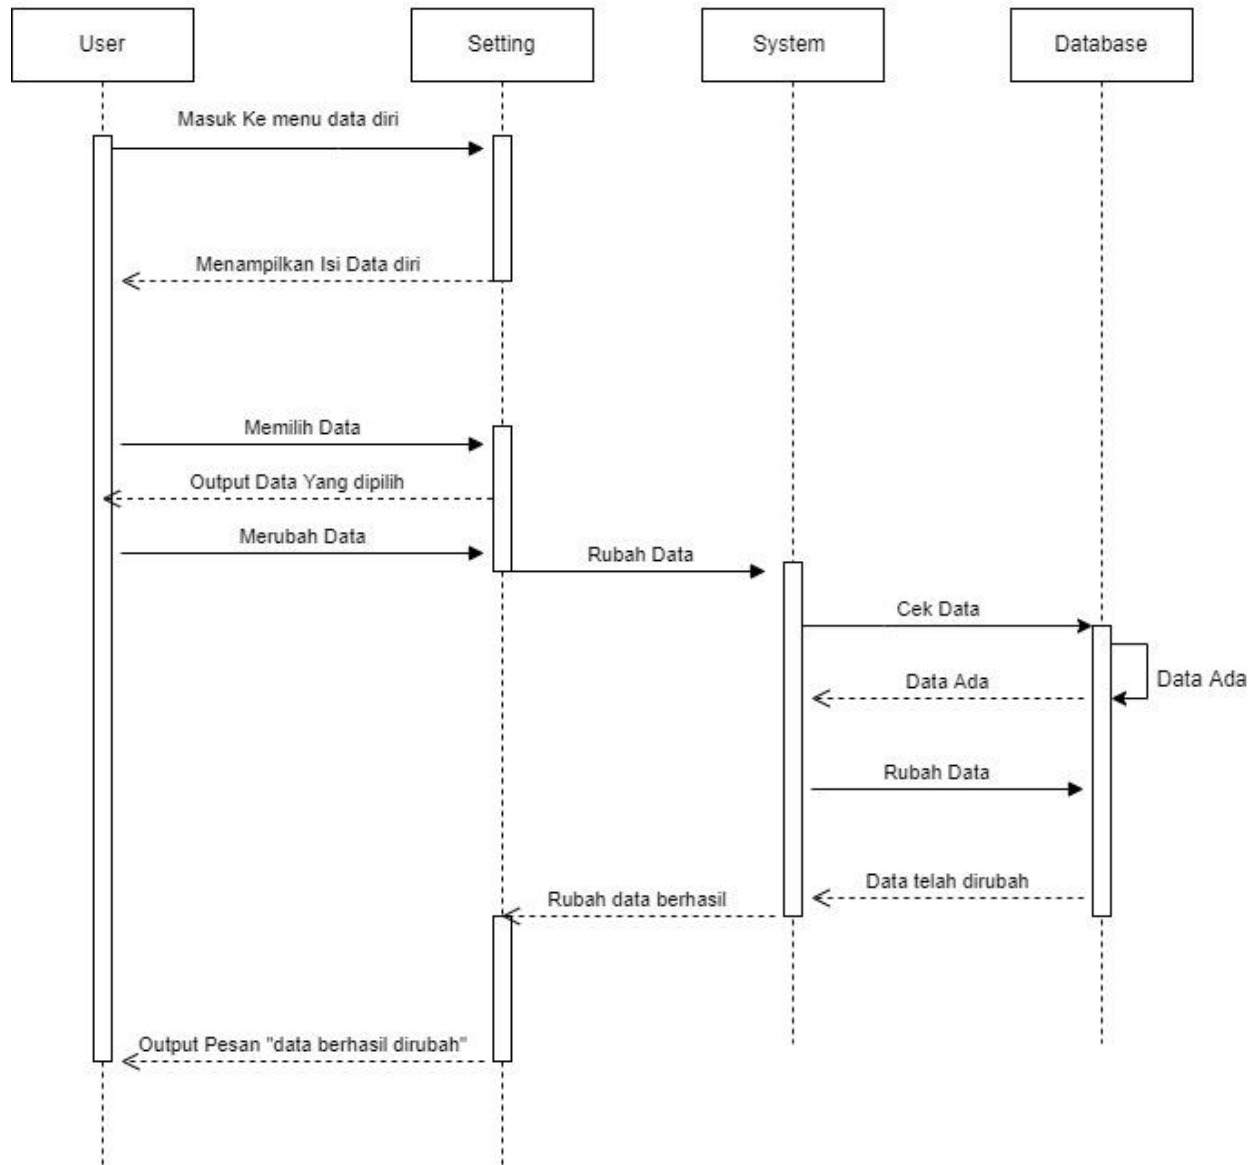 User
Setting
System
Database
Masuk Ke menu data diri
Menampilkan Isi Data diri
Memilih Data
Output Data Yang dipilih
Merubah Data
Rubah Data
Cek Data
Data Ada
Data Ada
Rubah Data
Data telah dirubah
Rubah data berhasil
Output Pesan "data berhasil dirubah"